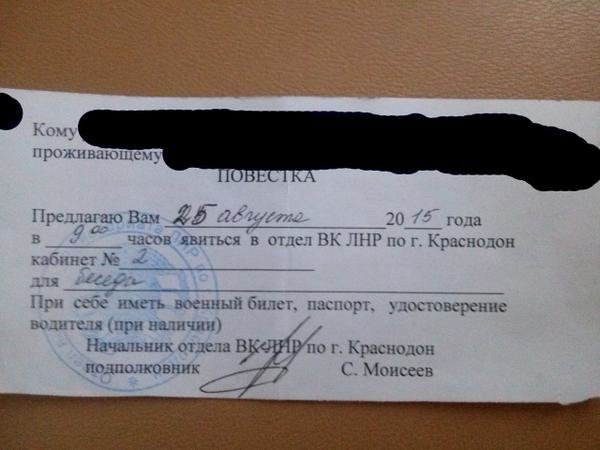 Кому
проживающему
ПОВЕСТКА
Предлагаю Вам 25 августа 2015 года
в 9 00 часов явиться в отдел ВК ЛНР по г. Краснодон
кабинет № 2
для беседы
При себе иметь военный билет, паспорт, удостоверение
водителя (при наличии)
Начальник отдела ВК ЛНР по г. Краснодон
подполковник С. Моисеев